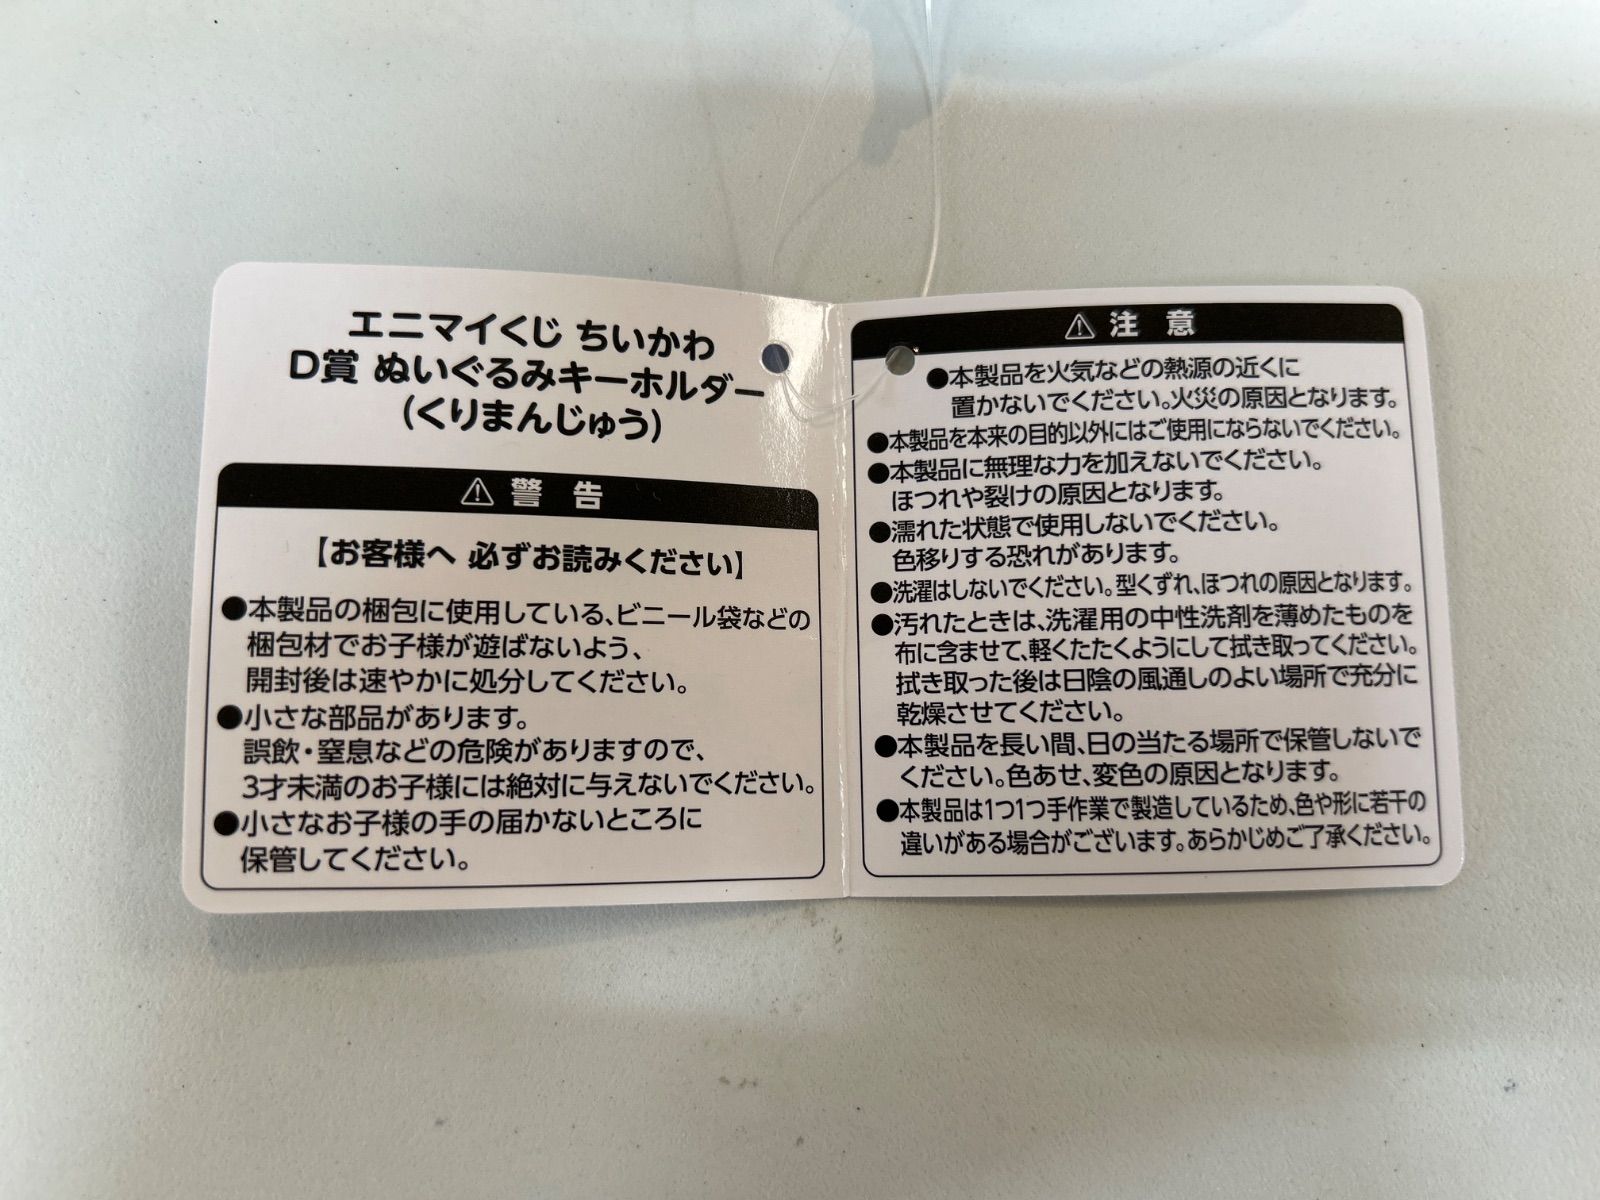 エニマイくじ ちいかわ
D賞 ぬいぐるみキーホルダー
(くりまんじゅう)
⚠ 警 告
【お客様へ 必ずお読みください】
●本製品の梱包に使用している、ビニール袋などの
梱包材でお子様が遊ばないよう、
開封後は速やかに処分してください。
●小さな部品があります。
誤飲・窒息などの危険がありますので、
3才未満のお子様には絶対に与えないでください。
●小さなお子様の手の届かないところに
保管してください。
⚠ 注 意
●本製品を火気などの熱源の近くに
置かないでください。火災の原因となります。
●本製品を本来の目的以外にはご使用にならないでください。
●本製品に無理な力を加えないでください。
ほつれや裂けの原因となります。
●濡れた状態で使用しないでください。
色移りする恐れがあります。
●洗濯はしないでください。型くずれ、ほつれの原因となります。
●汚れたときは、洗濯用の中性洗剤を薄めたものを
布に含ませて、軽くたたくようにして拭き取ってください。
拭き取った後は日陰の風通しのよい場所で充分に
乾燥させてください。
●本製品を長い間、日の当たる場所で保管しないで
ください。色あせ、変色の原因となります。
●本製品は1つ1つ手作業で製造しているため、色や形に若干の
違いがある場合がございます。あらかじめご了承ください。